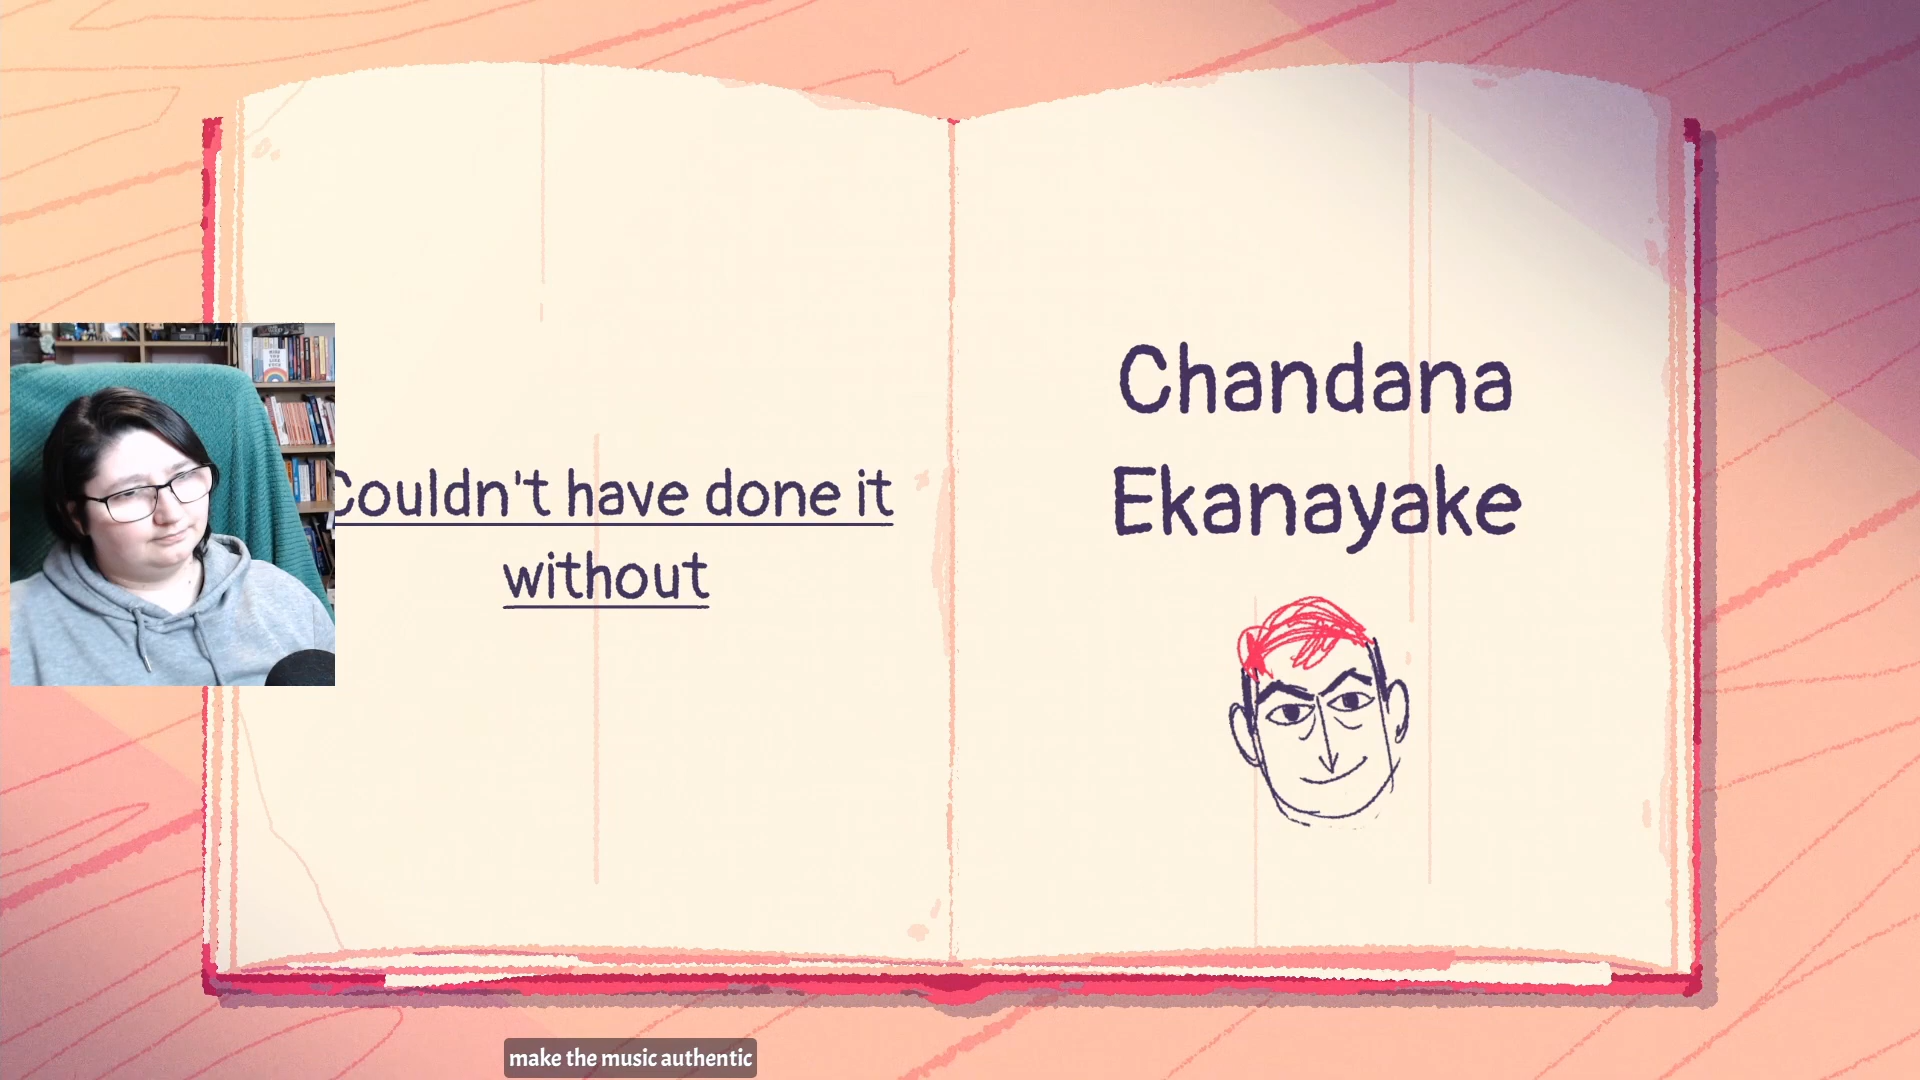 Couldn't have done it
without
Chandana
Ekanayake
make the music authentic